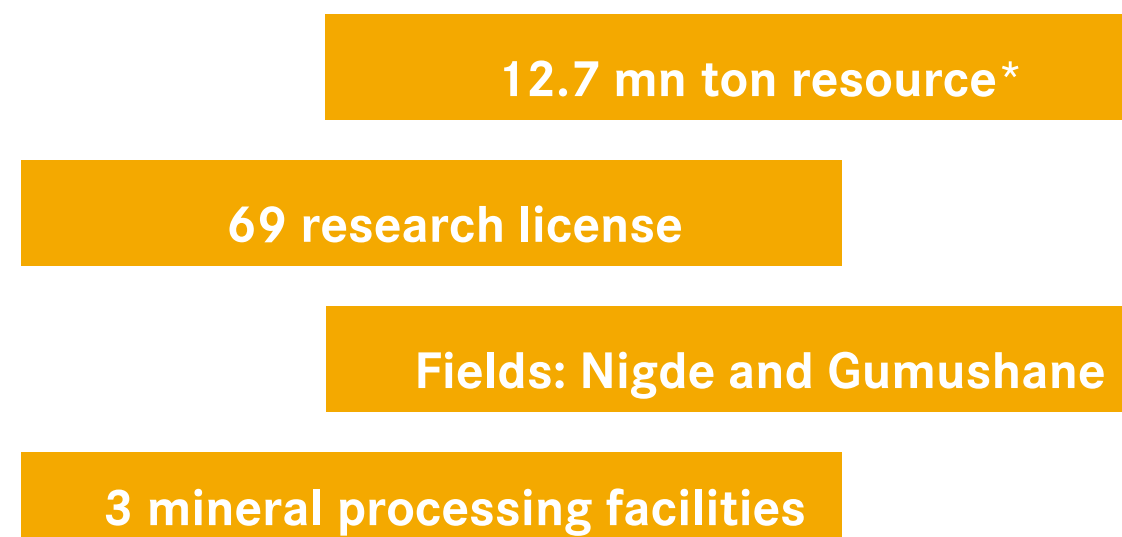 12.7 mn ton resource*
69 research license
Fields: Nigde and Gumushane
3 mineral processing facilities